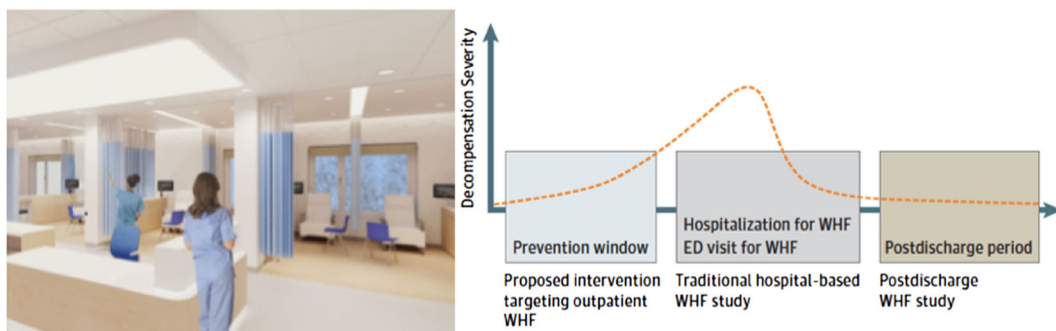 Decompensation Severity
Prevention window
Hospitalization for WHF
ED visit for WHF
Postdischarge period
Proposed intervention
targeting outpatient
WHF
Traditional hospital-based
WHF study
Postdischarge
WHF study